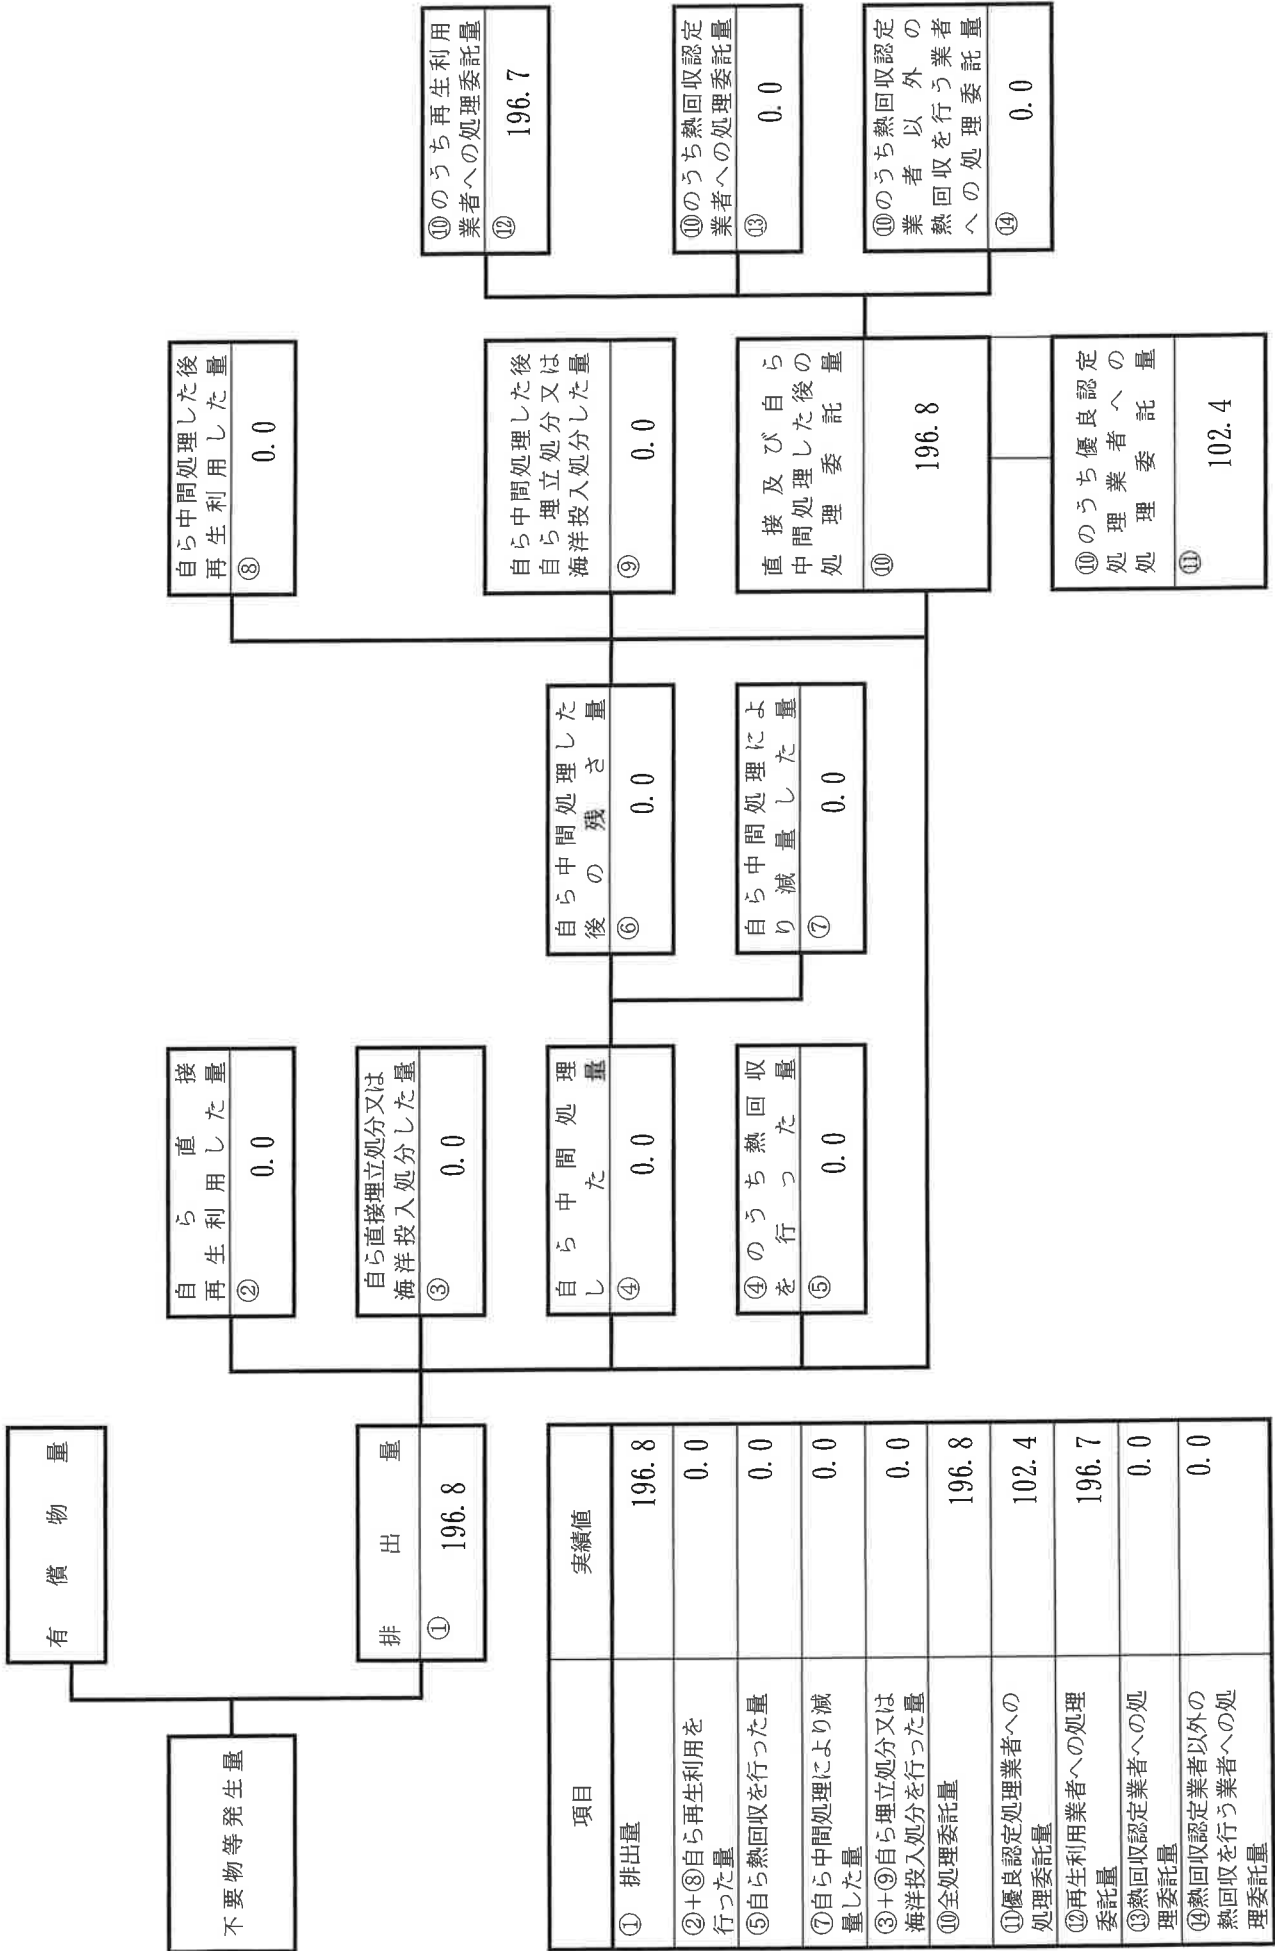 不要物等発生量
有償物量
排出量
①
196.8
自ら直接
再生利用した量
②
0.0
自ら直接埋立処分又は
海洋投入処分した量
③
0.0
自ら中間処理
した量
④
0.0
④のうち熱回収
を行った量
⑤
0.0
自ら中間処理した
後の残さ量
⑥
0.0
自ら中間処理によ
り減量した量
⑦
0.0
自ら中間処理した後
再生利用した量
⑧
0.0
自ら中間処理した後
自ら埋立処分又は
海洋投入処分した量
⑨
0.0
直接及び自ら
中間処理した後の
処理委託量
⑩
196.8
⑩のうち優良認定
処理業者への
処理委託量
⑪
102.4
⑩のうち再生利用
業者への処理委託量
⑫
196.7
⑩のうち熱回収認定
業者への処理委託量
⑬
0.0
⑩のうち熱回収認定
業者以外の
熱回収を行う業者
への処理委託量
⑭
0.0
項目 実績値
① 排出量 196.8
②+⑧自ら再生利用を
行った量 0.0
⑤自ら熱回収を行った量 0.0
⑦自ら中間処理により減
量した量 0.0
③+⑨自ら埋立処分又は
海洋投入処分を行った量 0.0
⑩全処理委託量 196.8
⑪優良認定処理業者への
処理委託量 102.4
⑫再生利用業者への処理
委託量 196.7
⑬熱回収認定業者への処
理委託量 0.0
⑭熱回収認定業者以外の
熱回収を行う業者への処
理委託量 0.0